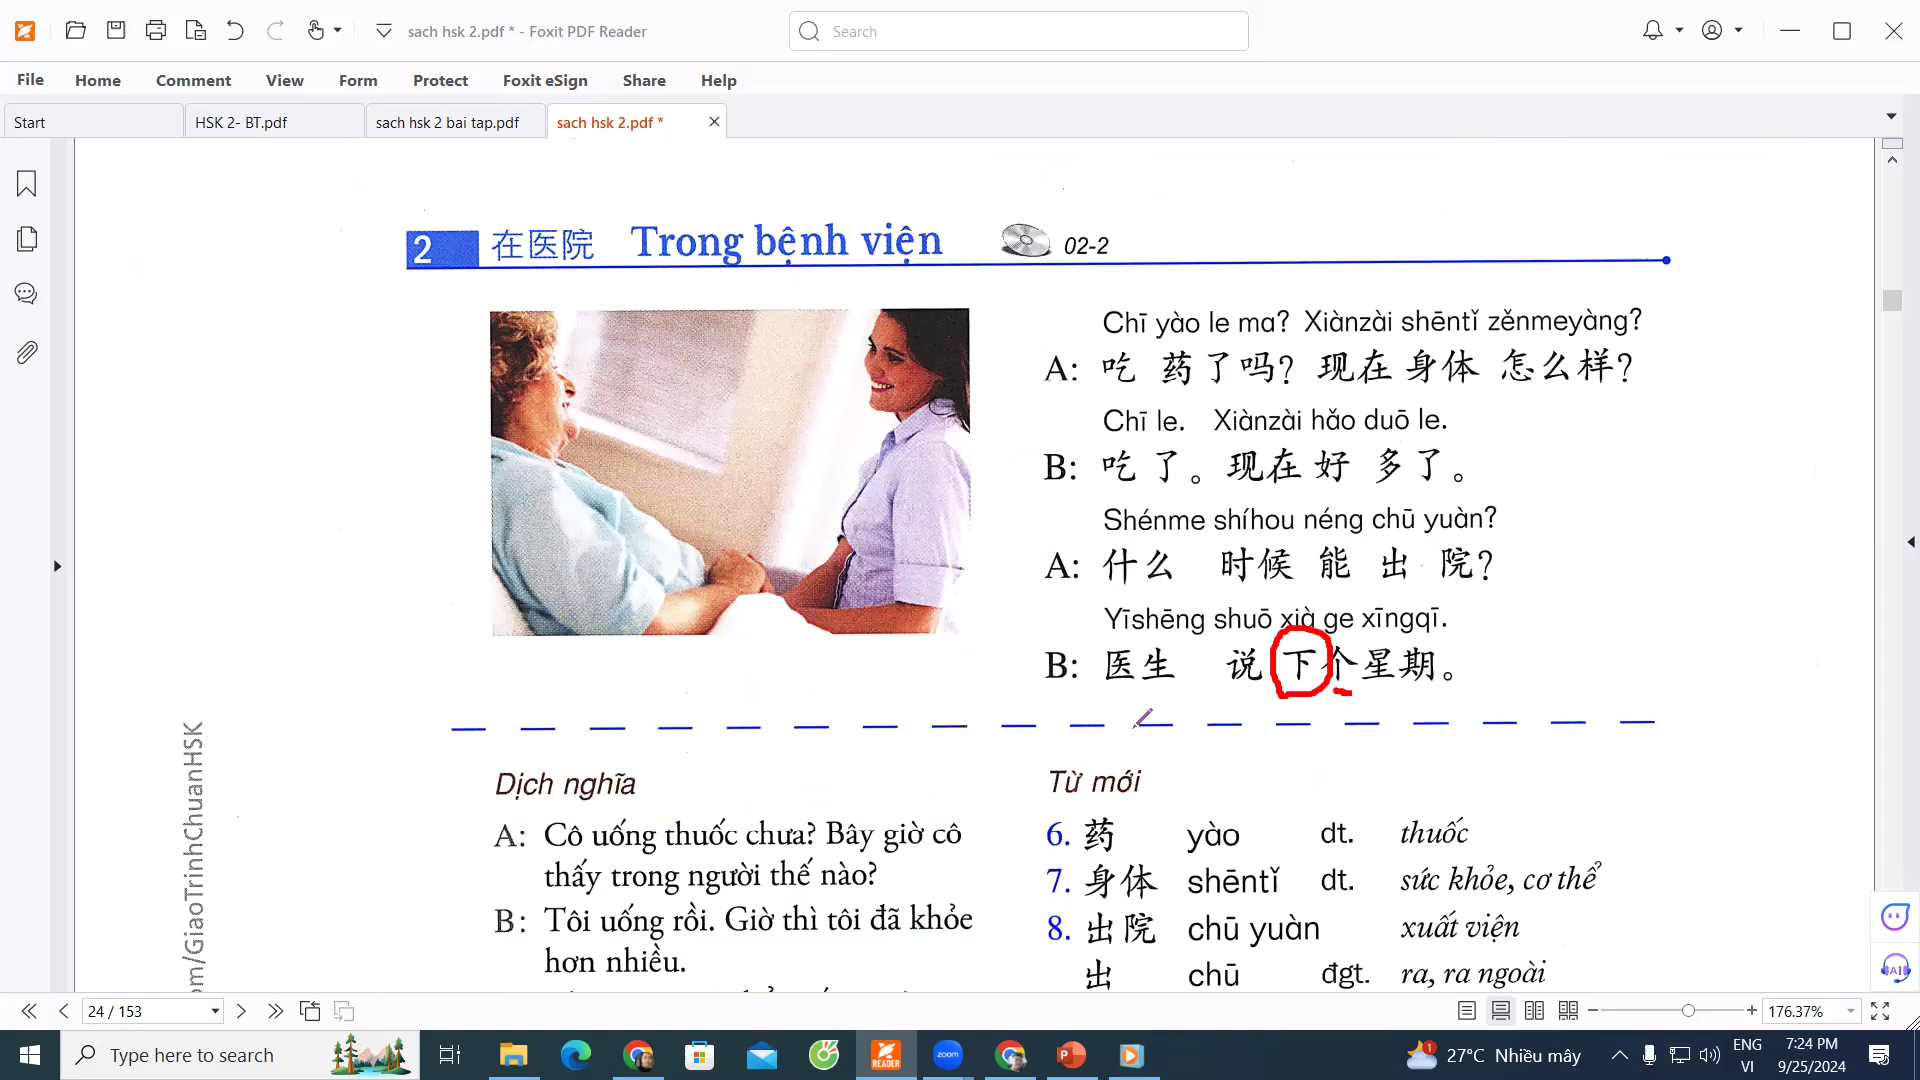 sach hsk 2.pdf * - Foxit PDF Reader
Search
File Home Comment View Form Protect Foxit eSign Share Help
Start HSK 2- BT.pdf sach hsk 2 bai tap.pdf sach hsk 2.pdf *
2 在医院 Trong bệnh viện 02-2
Chī yào le ma? Xiànzài shēntǐ zěnmeyàng?
A: 吃 药 了 吗? 现在 身体 怎么样?
Chī le. Xiànzài hǎo duō le.
B: 吃 了。现在 好 多 了。
Shénme shíhou néng chū yuàn?
A: 什么 时候 能 出 院?
Yīshēng shuō xià ge xīngqī.
B: 医生 说 下 个 星期。
om/GiaoTrinhChuanHSK
Dịch nghĩa
A: Cô uống thuốc chưa? Bây giờ cô
thấy trong người thế nào?
B: Tôi uống rồi. Giờ thì tôi đã khỏe
hơn nhiều.
Từ mới
6. 药 yào dt. thuốc
7. 身体 shēntǐ dt. sức khỏe, cơ thể
8. 出院 chū yuàn xuất viện
出 chū đgt. ra, ra ngoài
AI
24 / 153
176.37%
Type here to search
READER
zoom
1
27°C Nhiều mây
ENG
VI
7:24 PM
9/25/2024